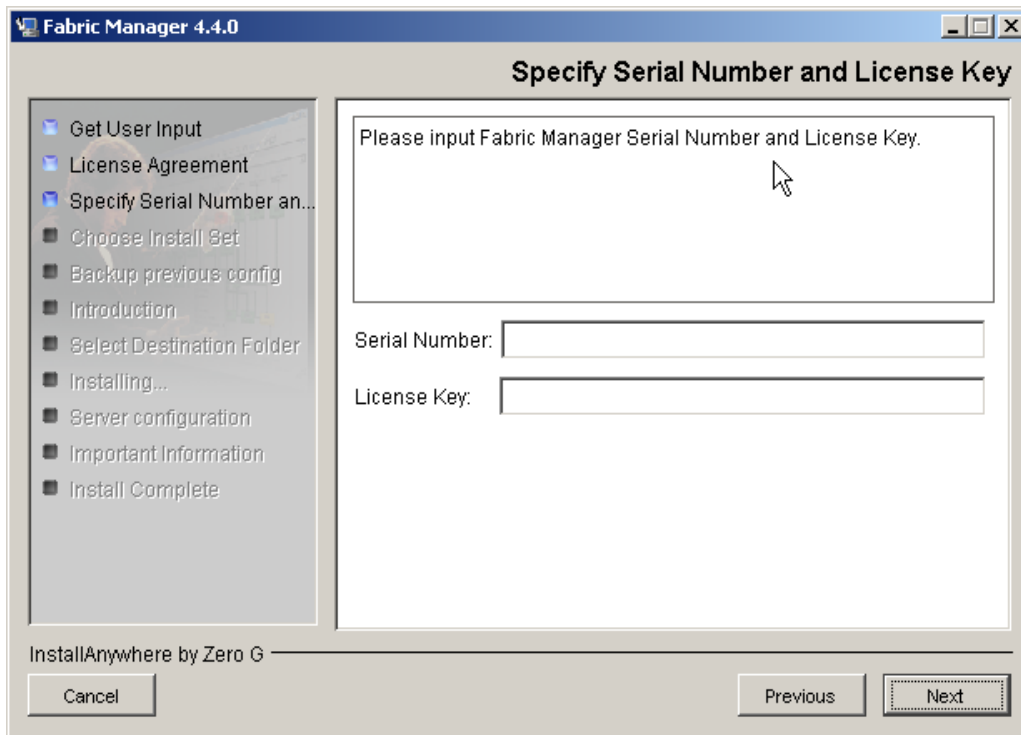 Fabric Manager 4.4.0
Specify Serial Number and License Key
Get User Input
License Agreement
Specify Serial Number an...
Choose Install Set
Backup previous config
Introduction
Select Destination Folder
Installing...
Server configuration
Important Information
Install Complete
Please input Fabric Manager Serial Number and License Key.
Serial Number:
License Key:
InstallAnywhere by Zero G
Cancel
Previous
Next